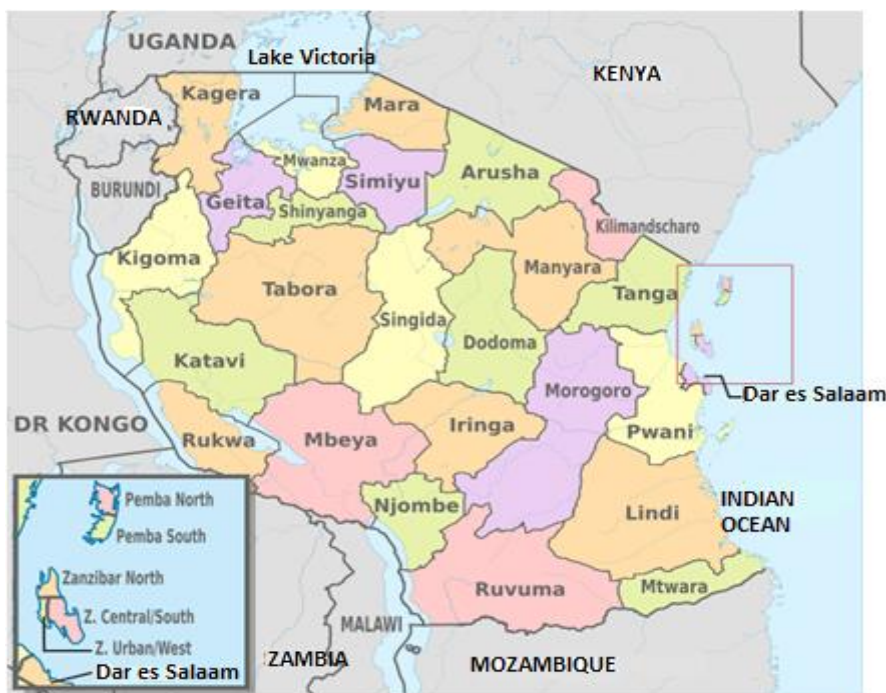 UGANDA
Lake Victoria
KENYA
Kagera
Mara
RWANDA
Mwanza
Arusha
BURUNDI
Geita
Simiyu
Shinyanga
Kilimandscharo
Kigoma
Manyara
Tabora
Tanga
Singida
Dodoma
Katavi
Morogoro
Dar es Salaam
DR KONGO
Rukwa
Mbeya
Iringa
Pwani
Pemba North
Njombe
Lindi
INDIAN
OCEAN
Pemba South
Zanzibar North
Ruvuma
Mtwara
Z. Central/South
MALAWI
Z. Urban/West
Dar es Salaam
ZAMBIA
MOZAMBIQUE